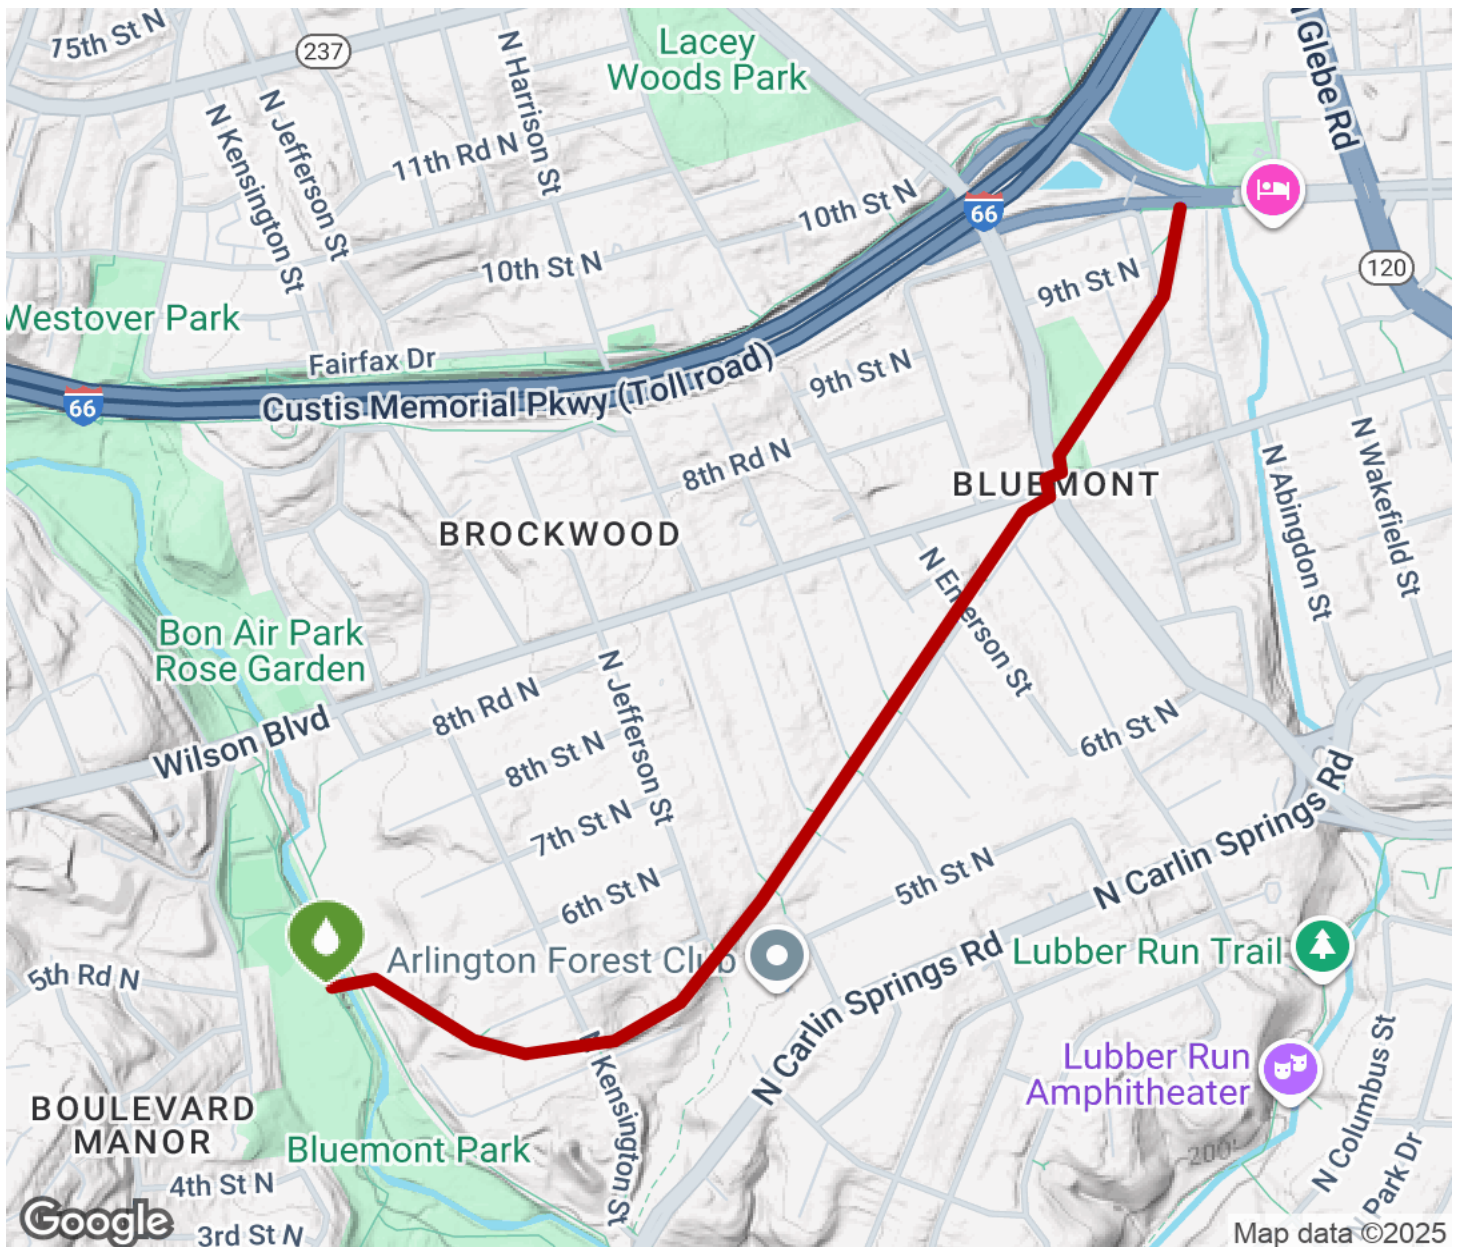 75th St N
237
N Harrison St
Lacey
Woods Park
N Glebe Rd
N Kensington St
N Jefferson St
11th Rd N
66
10th St N
10th St N
120
9th St N
Westover Park
Fairfax Dr
66
Custis Memorial Pkwy (Toll road)
9th St N
8th Rd N
BLUEMONT
N Abingdon St
N Wakefield St
BROCKWOOD
N Emerson St
Bon Air Park
Rose Garden
N Jefferson St
8th Rd N
Wilson Blvd
6th St N
8th St N
7th St N
N Carlin Springs Rd
5th St N
6th St N
Arlington Forest Club
Lubber Run Trail
5th Rd N
N Carlin Springs Rd
N Kensington St
Lubber Run
Amphitheater
N Columbus St
BOULEVARD
MANOR
Bluemont Park
200'
N Park Dr
4th St N
3rd St N
Google
Map data ©2025